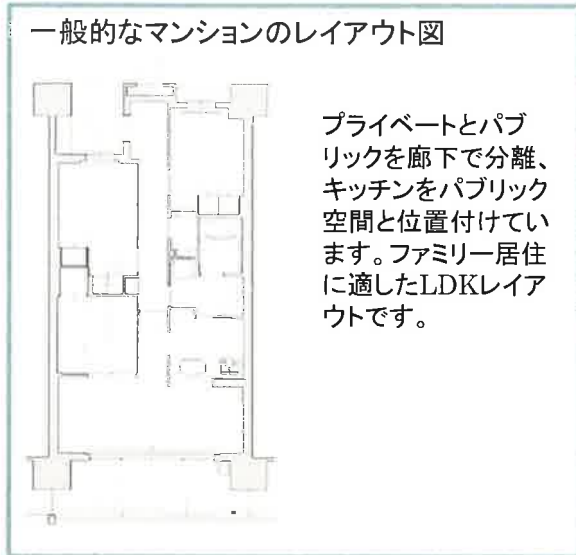 一般的なマンションのレイアウト図
プライベートとパブ
リックを廊下で分離、
キッチンをパブリック
空間と位置付けてい
ます。ファミリー居住
に適したLDKレイア
ウトです。